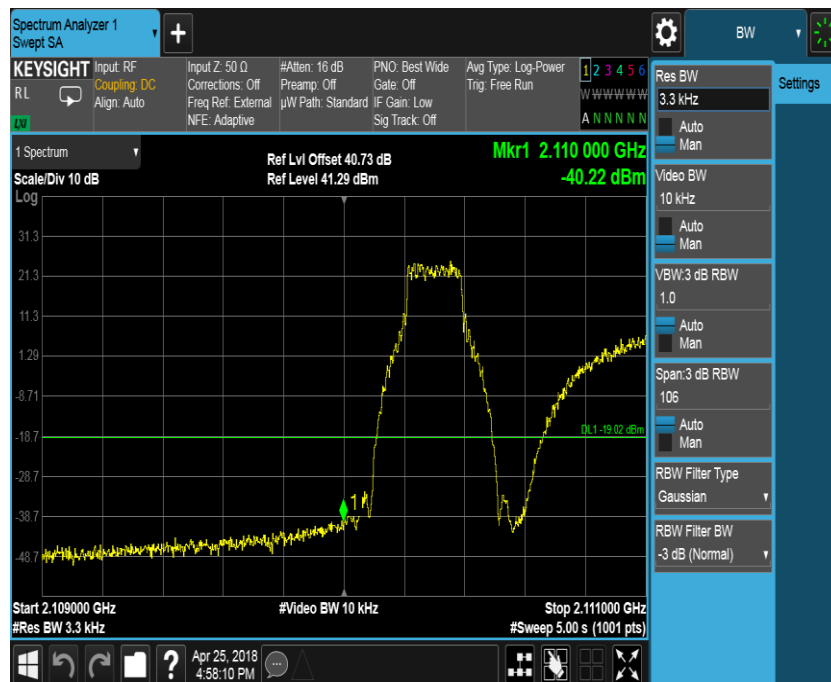 Spectrum Analyzer 1
Swept SA
BW
KEYSIGHT
RL
LXI
Input: RF
Coupling: DC
Align: Auto
Input Z: 50 Ω
Corrections: Off
Freq Ref: External
NFE: Adaptive
#Atten: 16 dB
Preamp: Off
µW Path: Standard
PNO: Best Wide
Gate: Off
IF Gain: Low
Sig Track: Off
Avg Type: Log-Power
Trig: Free Run
1 2 3 4 5 6
W W W W W W
A N N N N N
1 Spectrum
Scale/Div 10 dB
Log
Ref Lvl Offset 40.73 dB
Ref Level 41.29 dBm
Mkr1 2.110 000 GHz
-40.22 dBm
31.3
21.3
11.3
1.29
-8.71
-18.7
-28.7
-38.7
-48.7
DL1 -19.02 dBm
1
Start 2.109000 GHz
#Res BW 3.3 kHz
#Video BW 10 kHz
Stop 2.111000 GHz
#Sweep 5.00 s (1001 pts)
Res BW
3.3 kHz
Auto
Man
Video BW
10 kHz
Auto
Man
VBW:3 dB RBW
1.0
Auto
Man
Span:3 dB RBW
106
Auto
Man
RBW Filter Type
Gaussian
RBW Filter BW
-3 dB (Normal)
Settings
?
Apr 25, 2018
4:58:10 PM